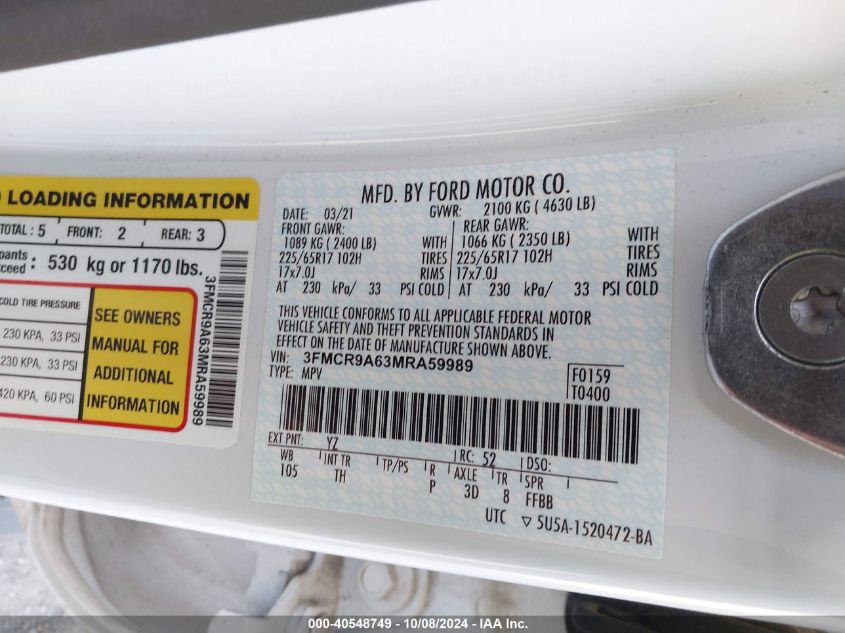 LOADING INFORMATION
TOTAL : 5 FRONT: 2 REAR: 3
530 kg or 1170 lbs.
COLD TIRE PRESSURE
230 KPA, 33 PSI
230 KPA, 33 PSI
420 KPA, 60 PSI
SEE OWNERS
MANUAL FOR
ADDITIONAL
INFORMATION
3FMCR9A63MRA59989
MFD. BY FORD MOTOR CO.
DATE: 03/21 GVWR: 2100 KG ( 4630 LB)
FRONT GAWR: REAR GAWR:
1089 KG ( 2400 LB) WITH 1066 KG ( 2350 LB) WITH
225/65R17 102H TIRES 225/65R17 102H TIRES
17x7.0J RIMS 17x7.0J RIMS
AT 230 kPa/ 33 PSI COLD AT 230 kPa/ 33 PSI COLD
THIS VEHICLE CONFORMS TO ALL APPLICABLE FEDERAL MOTOR
VEHICLE SAFETY AND THEFT PREVENTION STANDARDS IN
EFFECT ON THE DATE OF MANUFACTURE SHOWN ABOVE.
VIN: 3FMCR9A63MRA59989
TYPE: MPV
F0159
T0400
EXT PNT: YZ RC: 52 DSO:
WB INT TR TP/PS R AXLE TR SPR
105 TH P 3D 8 FFBB
UTC ▽ 5U5A-1520472-BA
000-40548749 - 10/08/2024 - IAAI Inc.